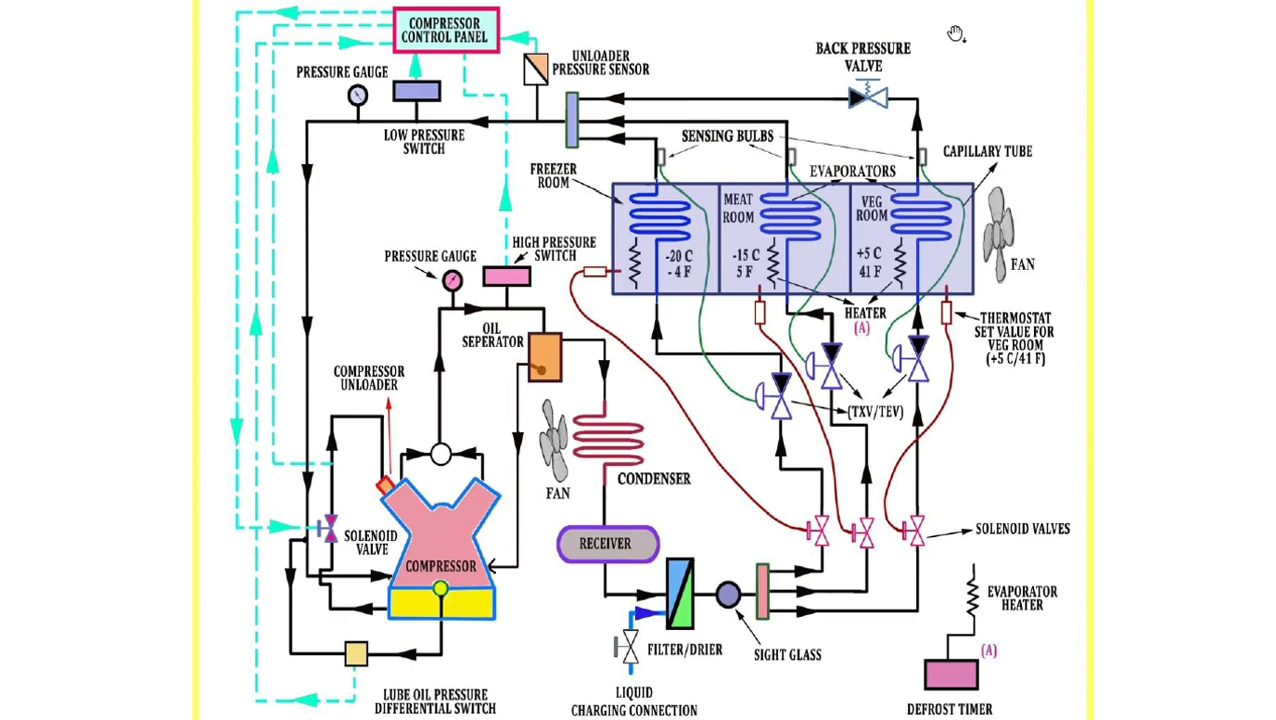 COMPRESSOR
CONTROL PANEL
BACK PRESSURE
VALVE
UNLOADER
PRESSURE SENSOR
PRESSURE GAUGE
LOW PRESSURE
SWITCH
SENSING BULBS
CAPILLARY TUBE
FREEZER
ROOM
EVAPORATORS
MEAT
ROOM
VEG
ROOM
HIGH PRESSURE
SWITCH
PRESSURE GAUGE
-20 C
- 4 F
-15 C
5 F
+5 C
41 F
FAN
HEATER
(A)
THERMOSTAT
SET VALUE FOR
VEG ROOM
(+5 C/41 F)
OIL
SEPERATOR
COMPRESSOR
UNLOADER
(TXV/TEV)
FAN
CONDENSER
SOLENOID
VALVE
RECEIVER
SOLENOID VALVES
COMPRESSOR
EVAPORATOR
HEATER
FILTER/DRIER
SIGHT GLASS
(A)
LUBE OIL PRESSURE
DIFFERENTIAL SWITCH
LIQUID
CHARGING CONNECTION
DEFROST TIMER